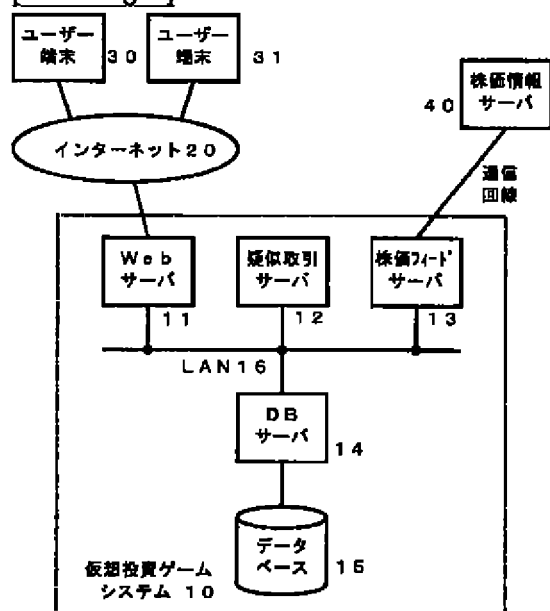 ユーザー
端末
30
ユーザー
端末
31
株価情報
サーバ
40
インターネット20
通信
回線
Web
サーバ
11
疑似取引
サーバ
12
株価フィード
サーバ
13
LAN16
DB
サーバ
14
データ
ベース
15
仮想投資ゲーム
システム 10